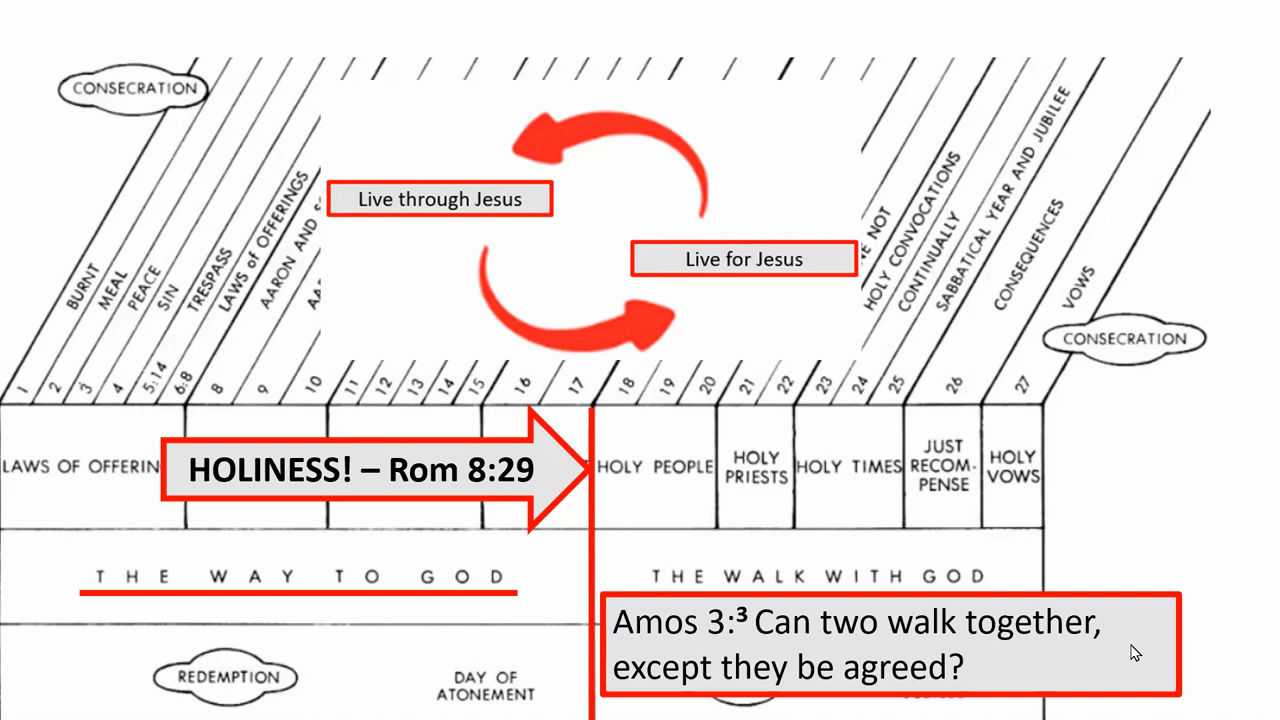 CONSECRATION
BURNT
MEAL
PEACE
SIN
TRESPASS
LAWS of OFFERINGS
AARON AND
Live through Jesus
Live for Jesus
NOT
HOLY CONVOCATIONS
CONTINUALLY
SABBATICAL YEAR AND JUBILEE
CONSEQUENCES
VOWS
CONSECRATION
1 2 3 4 5:14 6:8 8 9 10 11 12 13 14 15 16 17 18 19 20 21 22 23 24 25 26 27
LAWS OF OFFERIN
HOLINESS! – Rom 8:29
HOLY PEOPLE
HOLY
PRIESTS
HOLY TIMES
JUST
RECOM-
PENSE
HOLY
VOWS
THE WAY TO GOD
THE WALK WITH GOD
Amos 3:³ Can two walk together,
except they be agreed?
REDEMPTION
DAY OF
ATONEMENT